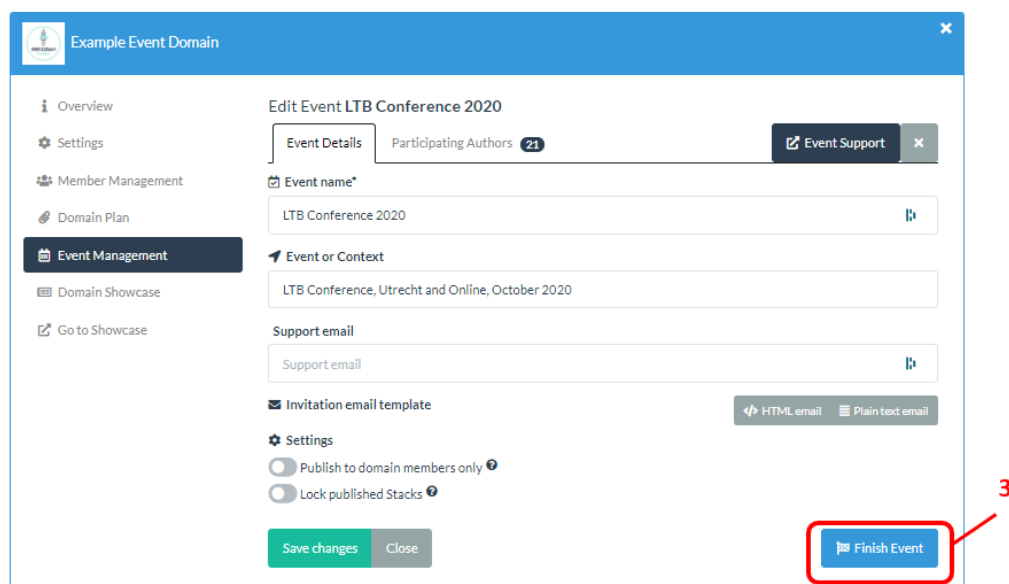 Example Event Domain
Overview
Settings
Member Management
Domain Plan
Event Management
Domain Showcase
Go to Showcase
Edit Event LTB Conference 2020
Event Details
Participating Authors 21
Event Support
Event name*
LTB Conference 2020
Event or Context
LTB Conference, Utrecht and Online, October 2020
Support email
Support email
Invitation email template
</> HTML email
Plain text email
Settings
Publish to domain members only
Lock published Stacks
Save changes
Close
Finish Event
3